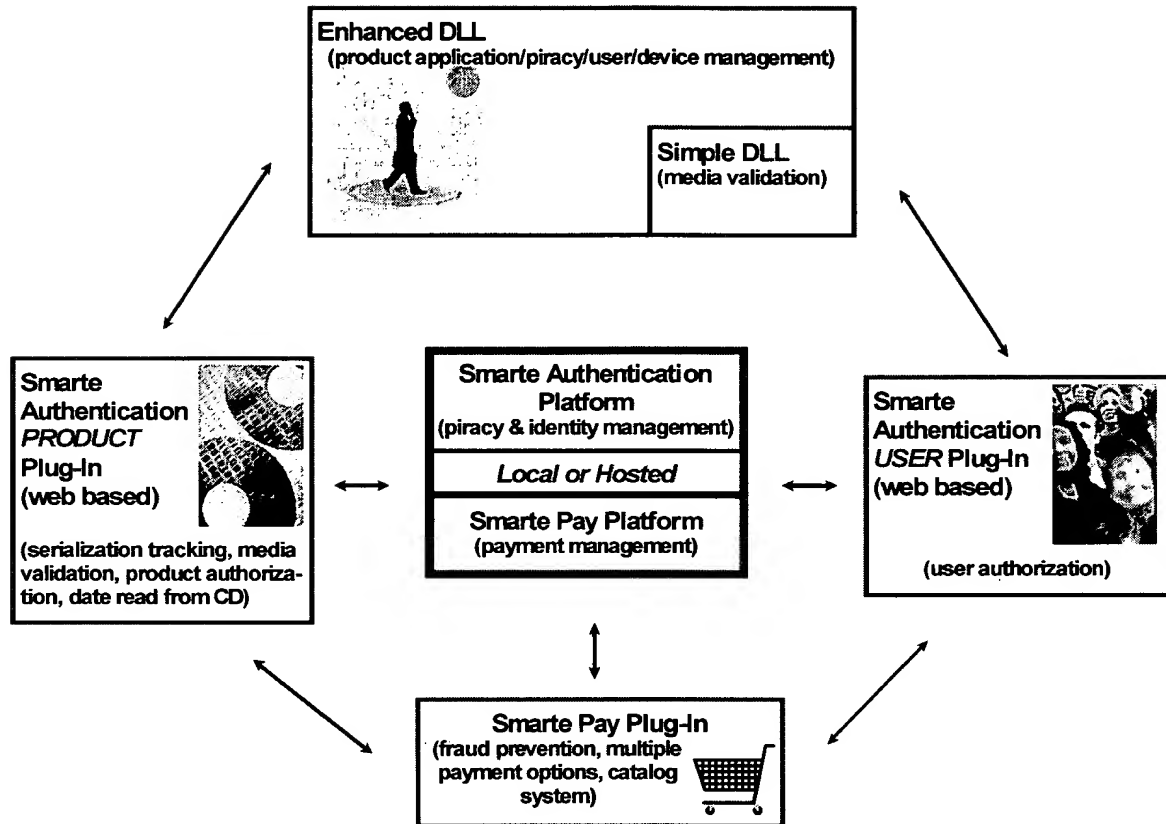 Enhanced DLL
(product application/piracy/user/device management)
Simple DLL
(media validation)
Smarte
Authentication
PRODUCT
Plug-In
(web based)
(serialization tracking, media
validation, product authoriza-
tion, date read from CD)
Smarte Authentication
Platform
(piracy & identity management)
Local or Hosted
Smarte Pay Platform
(payment management)
Smarte
Authentication
USER Plug-In
(web based)
(user authorization)
Smarte Pay Plug-In
(fraud prevention, multiple
payment options, catalog
system)